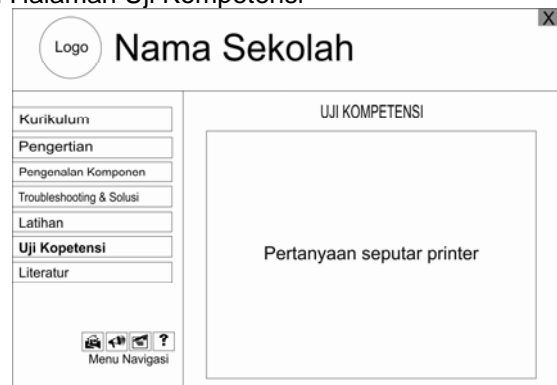 Halaman Uji Kompetensi
X
Logo
Nama Sekolah
Kurikulum
Pengertian
Pengenalan Komponen
Troubleshooting & Solusi
Latihan
Uji Kopetensi
Literatur
?
Menu Navigasi
UJI KOMPETENSI
Pertanyaan seputar printer